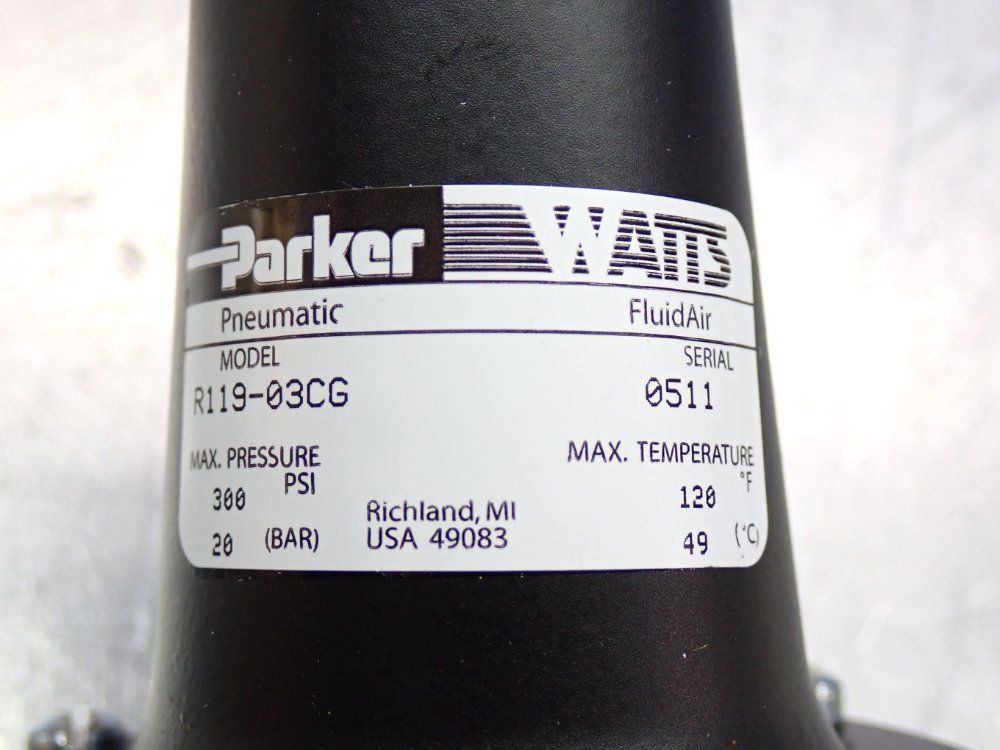 Parker WATTS
Pneumatic FluidAir
MODEL SERIAL
R119-03CG 0511
MAX. PRESSURE MAX. TEMPERATURE
300 PSI 120 °F
20 (BAR) Richland, MI 49 (°C)
USA 49083